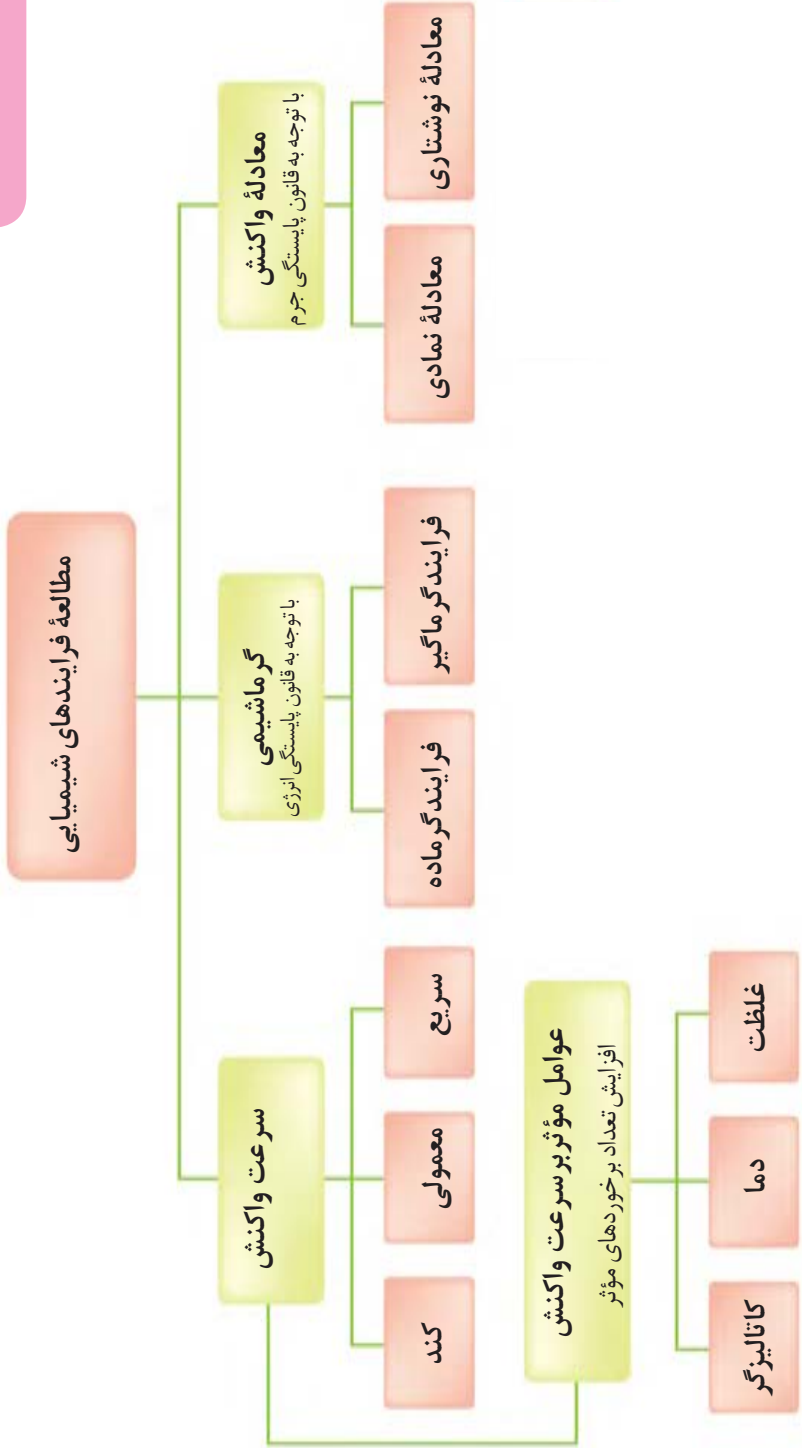 مطالعهٔ فرایندهای شیمیایی
معادلهٔ واکنش
با توجه به قانون پایستگی جرم
معادلهٔ نوشتاری
معادلهٔ نمادی
گرماشیمی
با توجه به قانون پایستگی انرژی
فرایند گرماگیر
فرایند گرماده
سرعت واکنش
سریع
معمولی
کند
عوامل مؤثر بر سرعت واکنش
افزایش تعداد برخوردهای مؤثر
غلظت
دما
کاتالیزگر